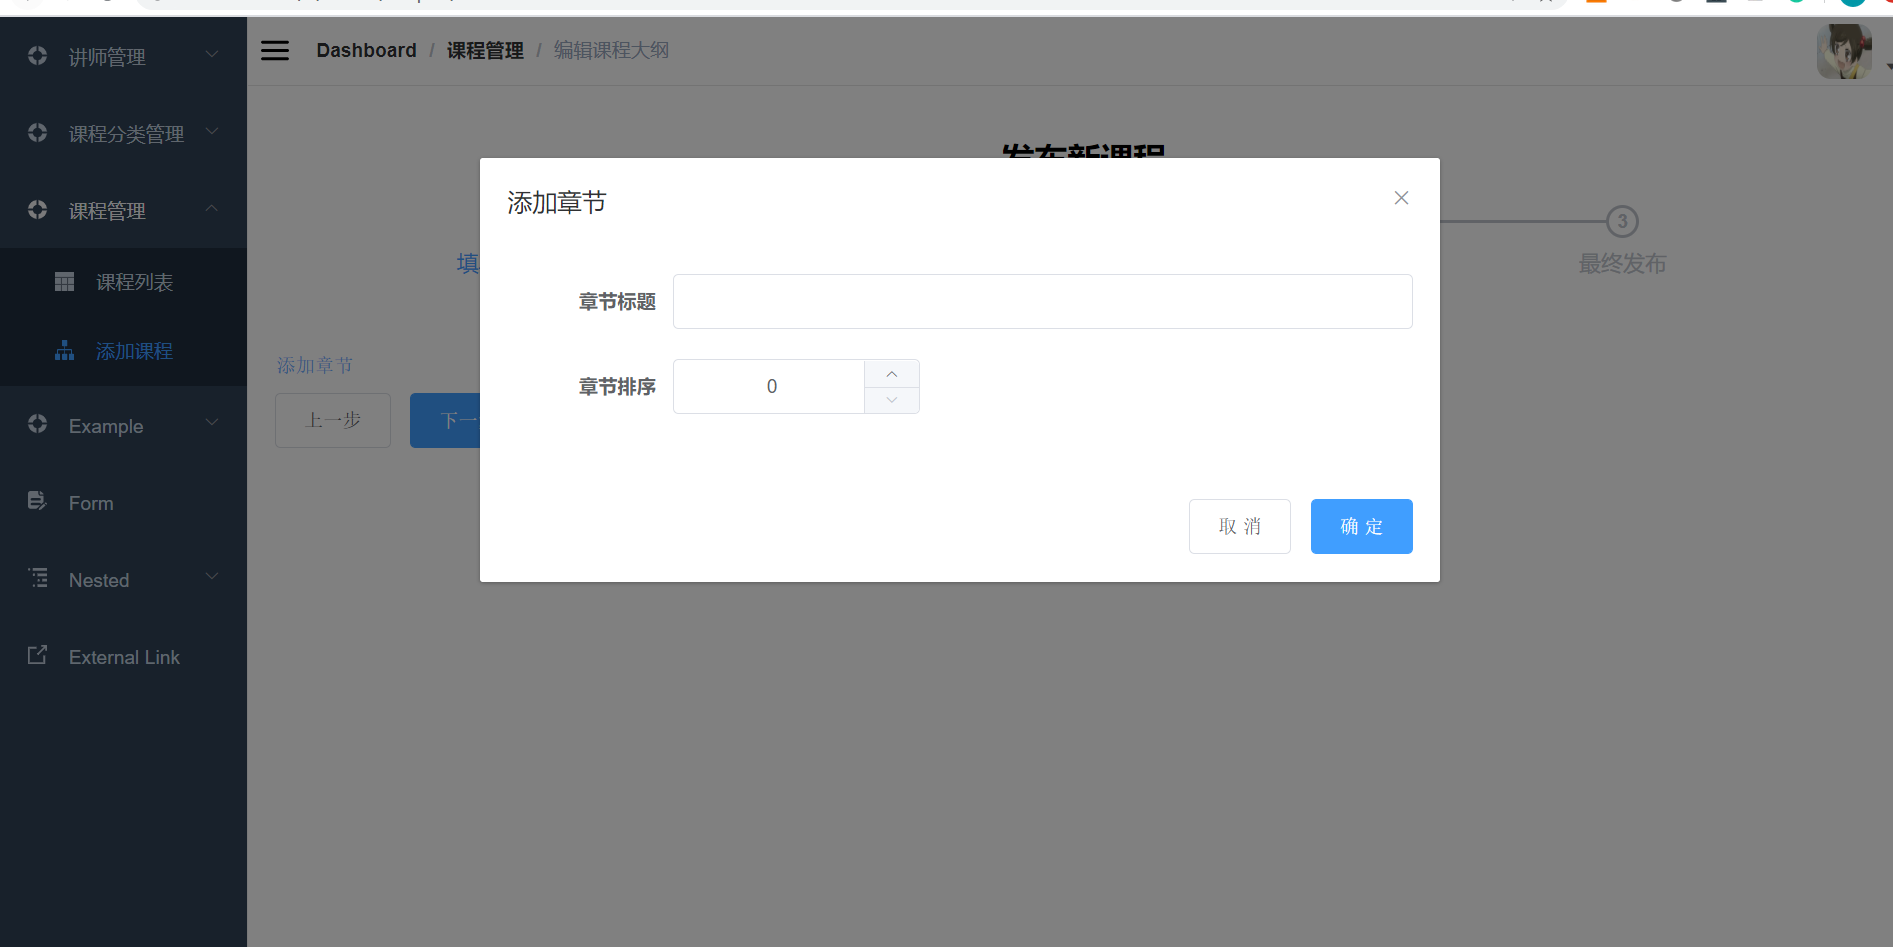 讲师管理
课程分类管理
课程管理
课程列表
添加课程
Example
Form
Nested
External Link
Dashboard / 课程管理 / 编辑课程大纲
发布新课程
填
3
最终发布
添加章节
上一步
下一
添加章节
章节标题
章节排序
0
取 消
确 定